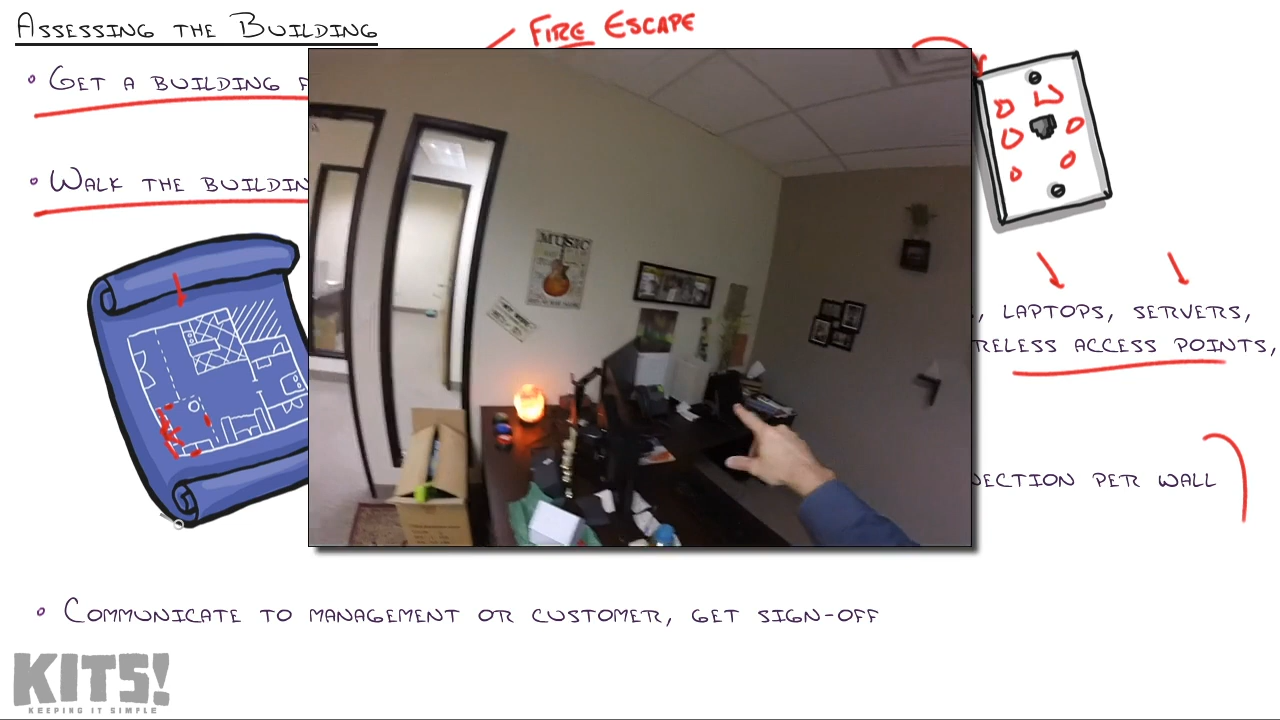 Assessing the Building
Fire Escape
• Get a building
• Walk the buildin
MUSIC
, laptops, servers,
reless access points,
ection per wall
• Communicate to management or customer, get sign-off
KITS!
KEEPING IT SIMPLE